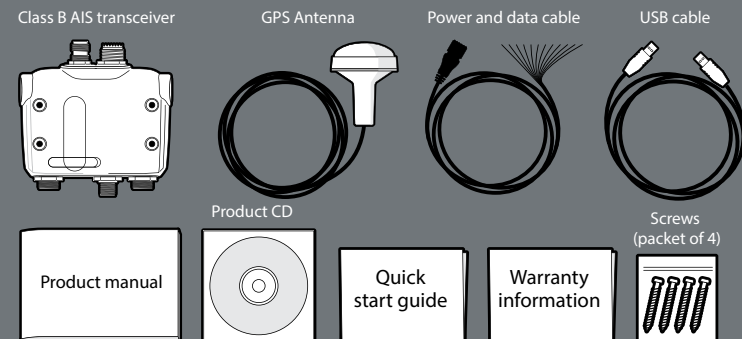 Class B AIS transceiver
GPS Antenna
Power and data cable
USB cable
Product CD
Screws
(packet of 4)
Product manual
Quick
start guide
Warranty
information